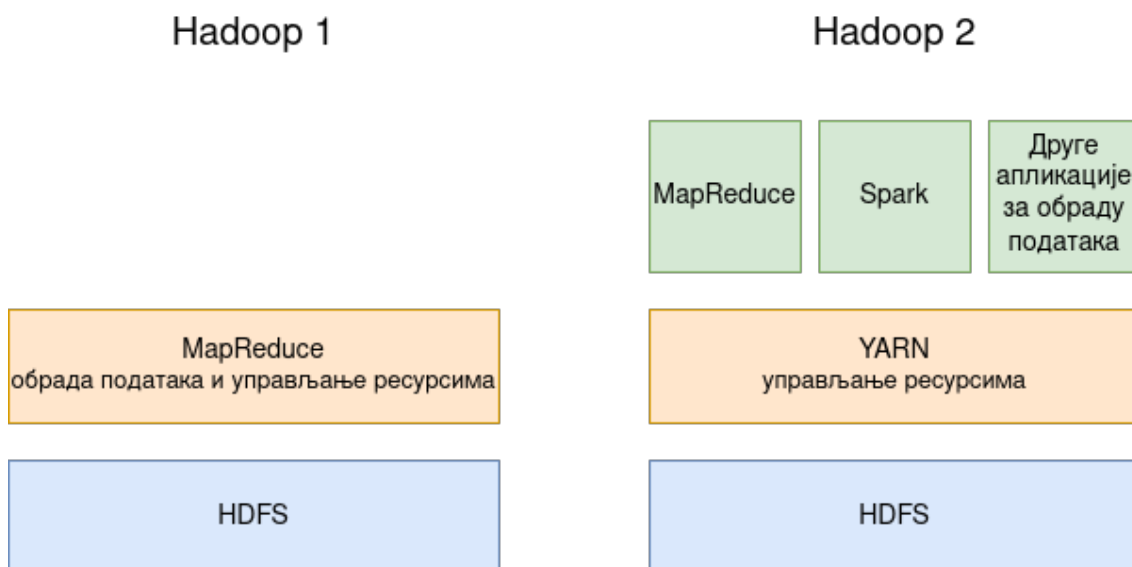 Hadoop 1
Hadoop 2
MapReduce
Spark
Друге
апликације
за обраду
података
MapReduce
обрада података и управљање ресурсима
YARN
управљање ресурсима
HDFS
HDFS